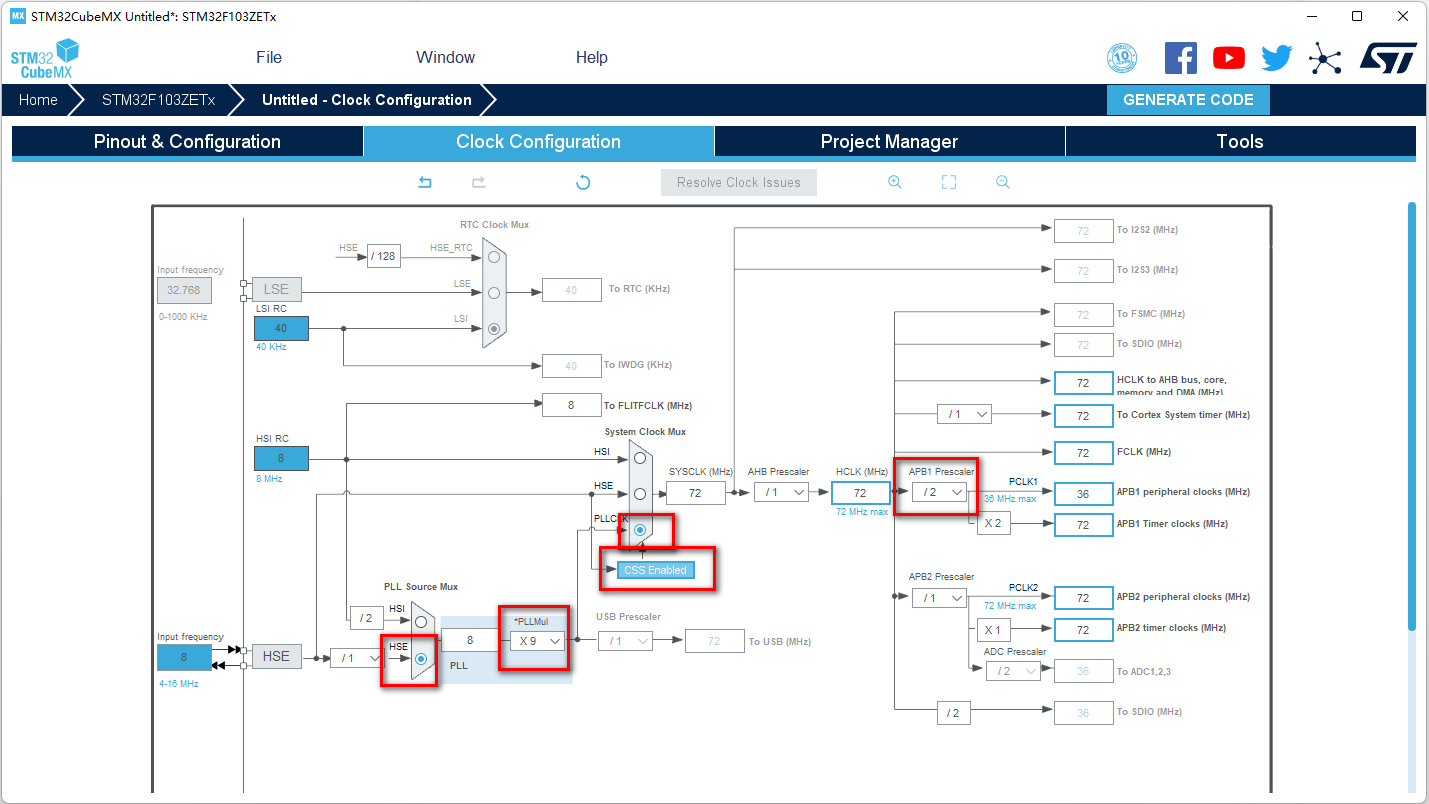 MX STM32CubeMX Untitled*: STM32F103ZETx
STM32
CubeMX
File
Window
Help
10
Home
STM32F103ZETx
Untitled - Clock Configuration
GENERATE CODE
Pinout & Configuration
Clock Configuration
Project Manager
Tools
Resolve Clock Issues
RTC Clock Mux
HSE
/ 128
HSE_RTC
Input frequency
32.768
0-1000 KHz
LSE
LSE
40
To RTC (KHz)
LSI RC
40
40 KHz
LSI
40
To IWDG (KHz)
8
To FLITFCLK (MHz)
System Clock Mux
HSI RC
8
8 MHz
HSI
HSE
PLLCLK
CSS Enabled
SYSCLK (MHz)
72
AHB Prescaler
/ 1
HCLK (MHz)
72
72 MHz max
72
To I2S2 (MHz)
72
To I2S3 (MHz)
72
To FSMC (MHz)
72
To SDIO (MHz)
72
HCLK to AHB bus, core,
memory and DMA (MHz)
/ 1
72
To Cortex System timer (MHz)
72
FCLK (MHz)
APB1 Prescaler
/ 2
PCLK1
36 MHz max
36
APB1 peripheral clocks (MHz)
X 2
72
APB1 Timer clocks (MHz)
APB2 Prescaler
/ 1
PCLK2
72 MHz max
72
APB2 peripheral clocks (MHz)
X 1
72
APB2 timer clocks (MHz)
ADC Prescaler
/ 2
36
To ADC1,2,3
/ 2
36
To SDIO (MHz)
PLL Source Mux
/ 2
HSI
Input frequency
8
4-16 MHz
HSE
/ 1
HSE
8
PLL
*PLLMul
X 9
USB Prescaler
/ 1
72
To USB (MHz)